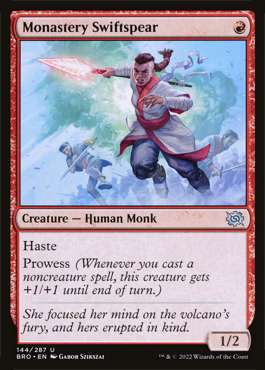 Monastery Swiftspear
Creature — Human Monk
Haste
Prowess (Whenever you cast a
noncreature spell, this creature gets
+1/+1 until end of turn.)
She focused her mind on the volcano's
fury, and hers erupted in kind.
1/2
144/287 U
BRO • EN Gabor Szikszai
™ & © 2022 Wizards of the Coast